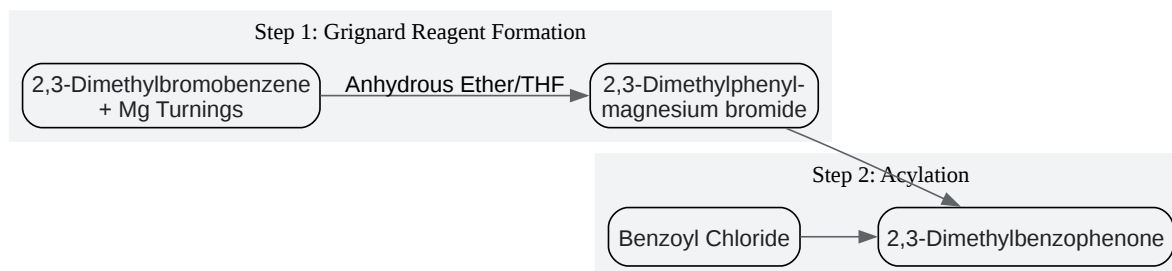 Step 1: Grignard Reagent Formation
2,3-Dimethylbromobenzene
+ Mg Turnings
Anhydrous Ether/THF
2,3-Dimethylphenyl-
magnesium bromide
Step 2: Acylation
Benzoyl Chloride
2,3-Dimethylbenzophenone